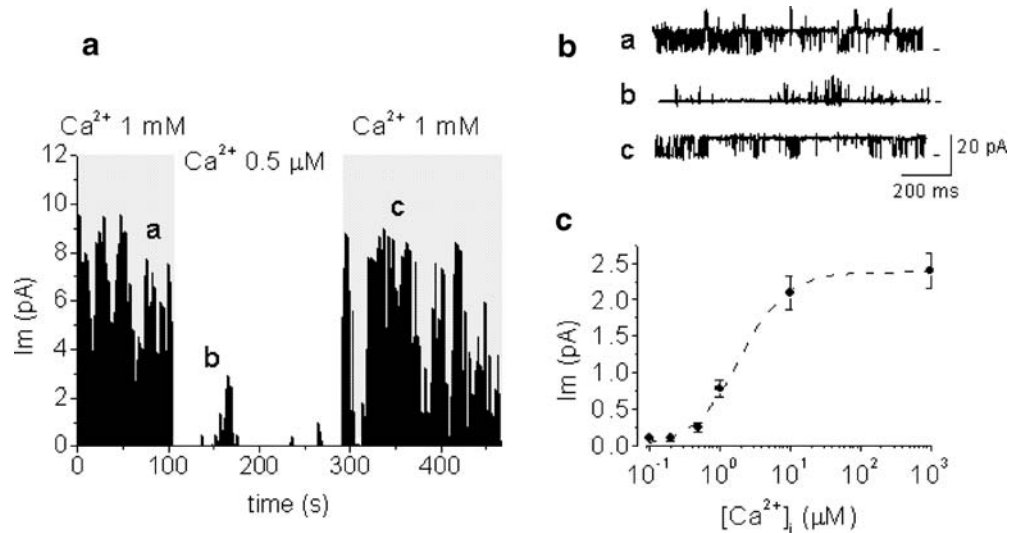 a
Ca²⁺ 1 mM
Ca²⁺ 0.5 μM
Ca²⁺ 1 mM
12
10
8
6
4
2
0
Im (pA)
a
b
c
0 100 200 300 400
time (s)
b
a
b
c
20 pA
200 ms
c
2.5
2.0
1.5
1.0
0.5
0.0
Im (pA)
10⁻¹ 10⁰ 10¹ 10² 10³
[Ca²⁺]ᵢ (μM)